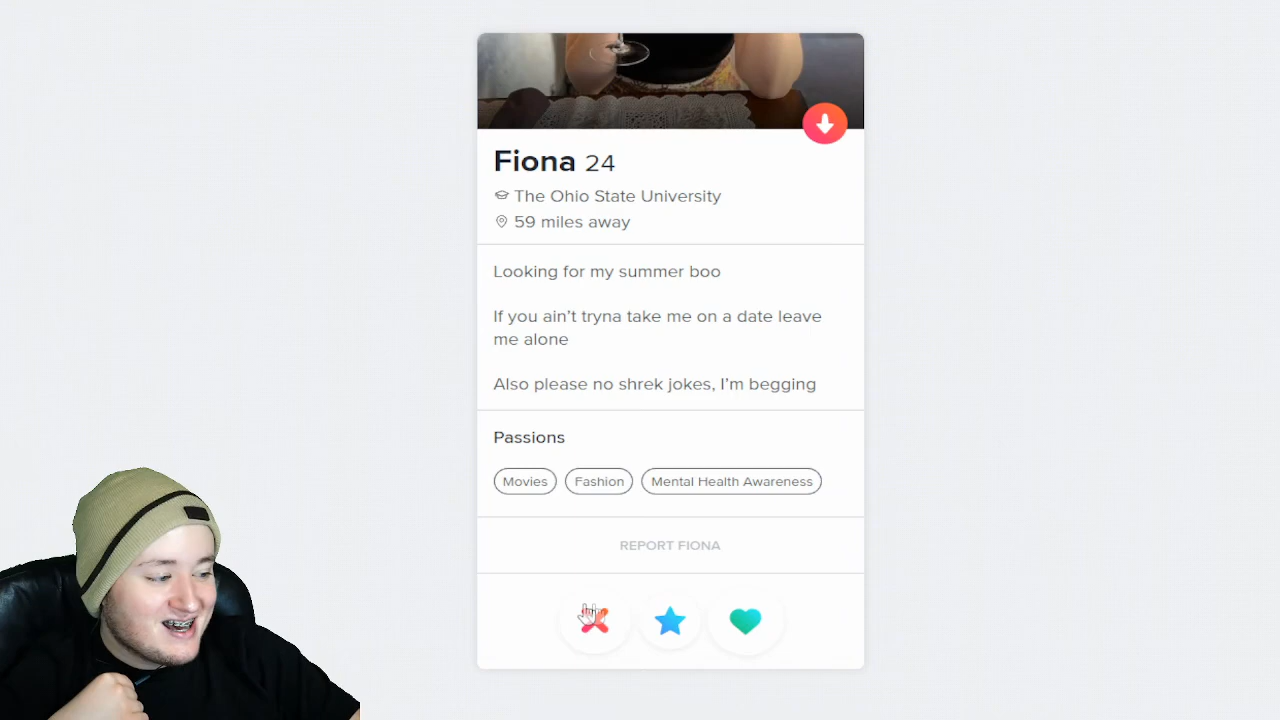 Fiona 24
The Ohio State University
59 miles away
Looking for my summer boo
If you ain't tryna take me on a date leave
me alone
Also please no shrek jokes, I'm begging
Passions
Movies Fashion Mental Health Awareness
REPORT FIONA